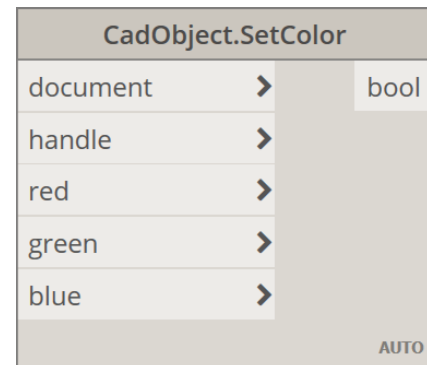 CadObject.SetColor
document bool
handle
red
green
blue
AUTO